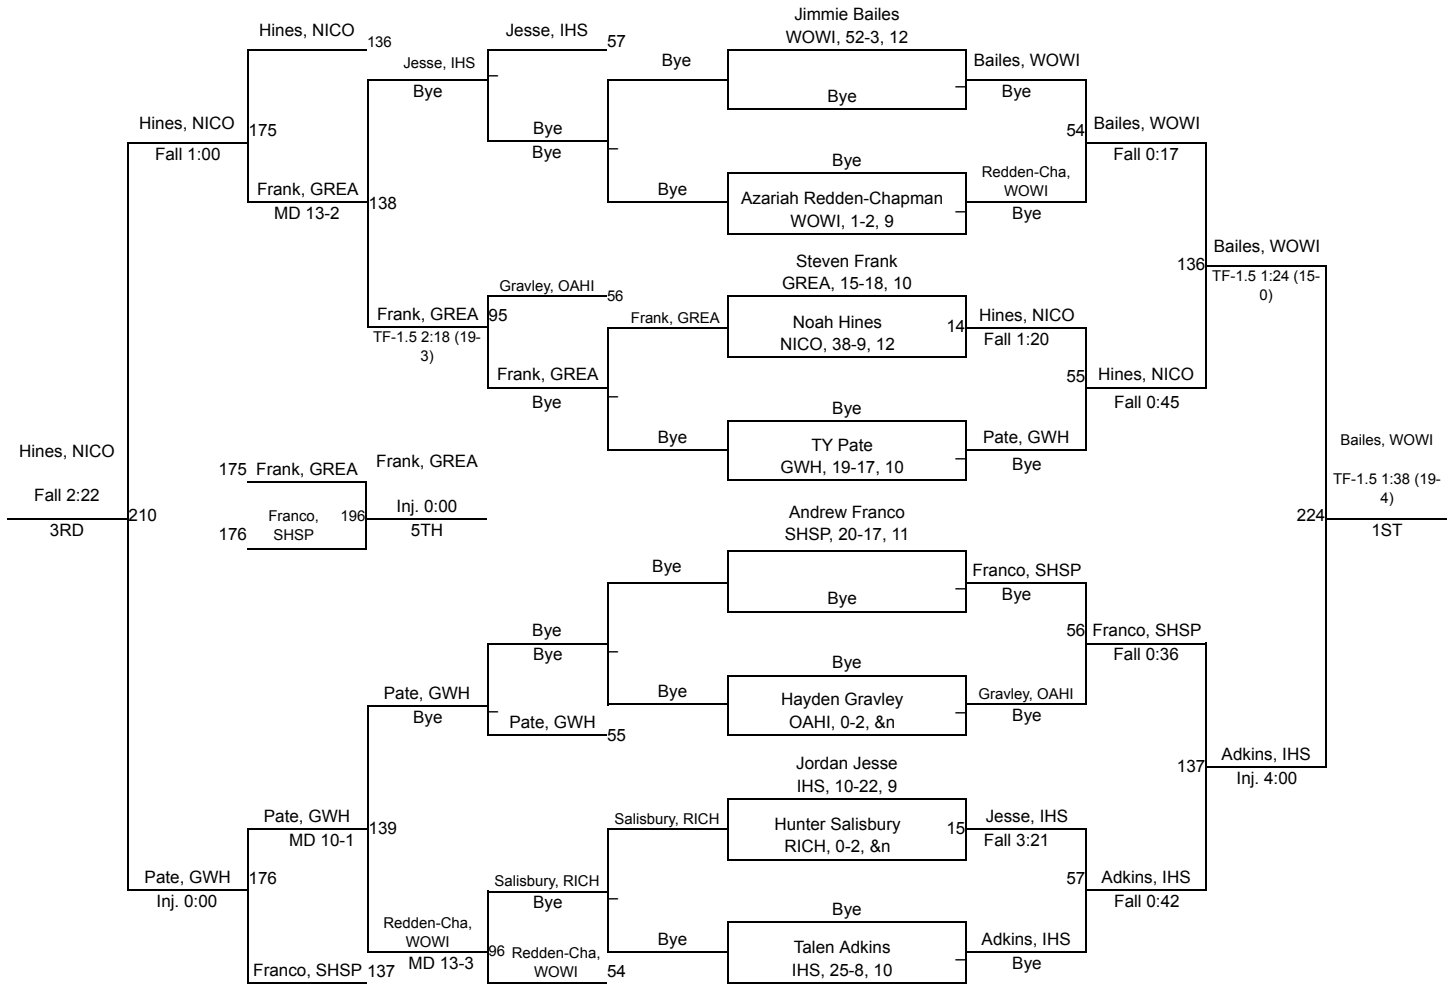 Jimmie Bailes
WOWI, 52-3, 12
Hines, NICO
136
Jesse, IHS
57
Jesse, IHS
Bye
Bye
Bailes, WOWI
Bye
Bye
Hines, NICO
175
Fall 1:00
Bye
Bye
54
Bailes, WOWI
Fall 0:17
Bye
Frank, GREA
138
MD 13-2
Bye
Azariah Redden-Chapman
WOWI, 1-2, 9
Redden-Cha,
WOWI
Bye
Bailes, WOWI
136
TF-1.5 1:24 (15-
0)
Steven Frank
GREA, 15-18, 10
Gravley, OAHI
56
Frank, GREA
95
TF-1.5 2:18 (19-
3)
Frank, GREA
Noah Hines
NICO, 38-9, 12
14
Hines, NICO
Fall 1:20
Frank, GREA
Bye
55
Hines, NICO
Fall 0:45
Bye
Bye
TY Pate
GWH, 19-17, 10
Pate, GWH
Bye
Hines, NICO
Fall 2:22
210
3RD
175
Frank, GREA
Frank, GREA
176
Franco,
SHSP
196
Inj. 0:00
5TH
Bailes, WOWI
TF-1.5 1:38 (19-
4)
224
1ST
Andrew Franco
SHSP, 20-17, 11
Bye
Bye
Franco, SHSP
Bye
Bye
Bye
56
Franco, SHSP
Fall 0:36
Bye
Pate, GWH
Bye
Bye
Hayden Gravley
OAHI, 0-2, &n
Gravley, OAHI
Bye
Pate, GWH
55
Adkins, IHS
137
Inj. 4:00
Jordan Jesse
IHS, 10-22, 9
Pate, GWH
139
MD 10-1
Salisbury, RICH
Hunter Salisbury
RICH, 0-2, &n
15
Jesse, IHS
Fall 3:21
Pate, GWH
176
Inj. 0:00
Salisbury, RICH
Bye
57
Adkins, IHS
Fall 0:42
Bye
Redden-Cha,
WOWI
96
MD 13-3
Bye
Talen Adkins
IHS, 25-8, 10
Adkins, IHS
Bye
Redden-Cha,
WOWI
54
Franco, SHSP
137